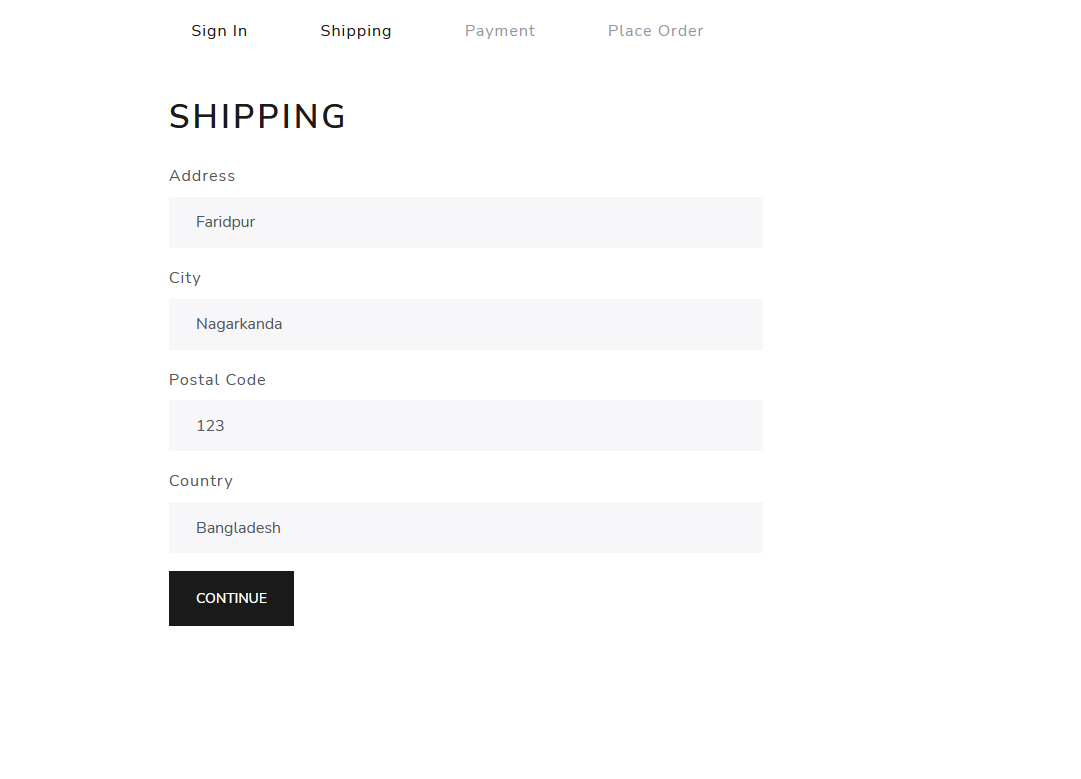 Sign In Shipping Payment Place Order
SHIPPING
Address
Faridpur
City
Nagarkanda
Postal Code
123
Country
Bangladesh
CONTINUE